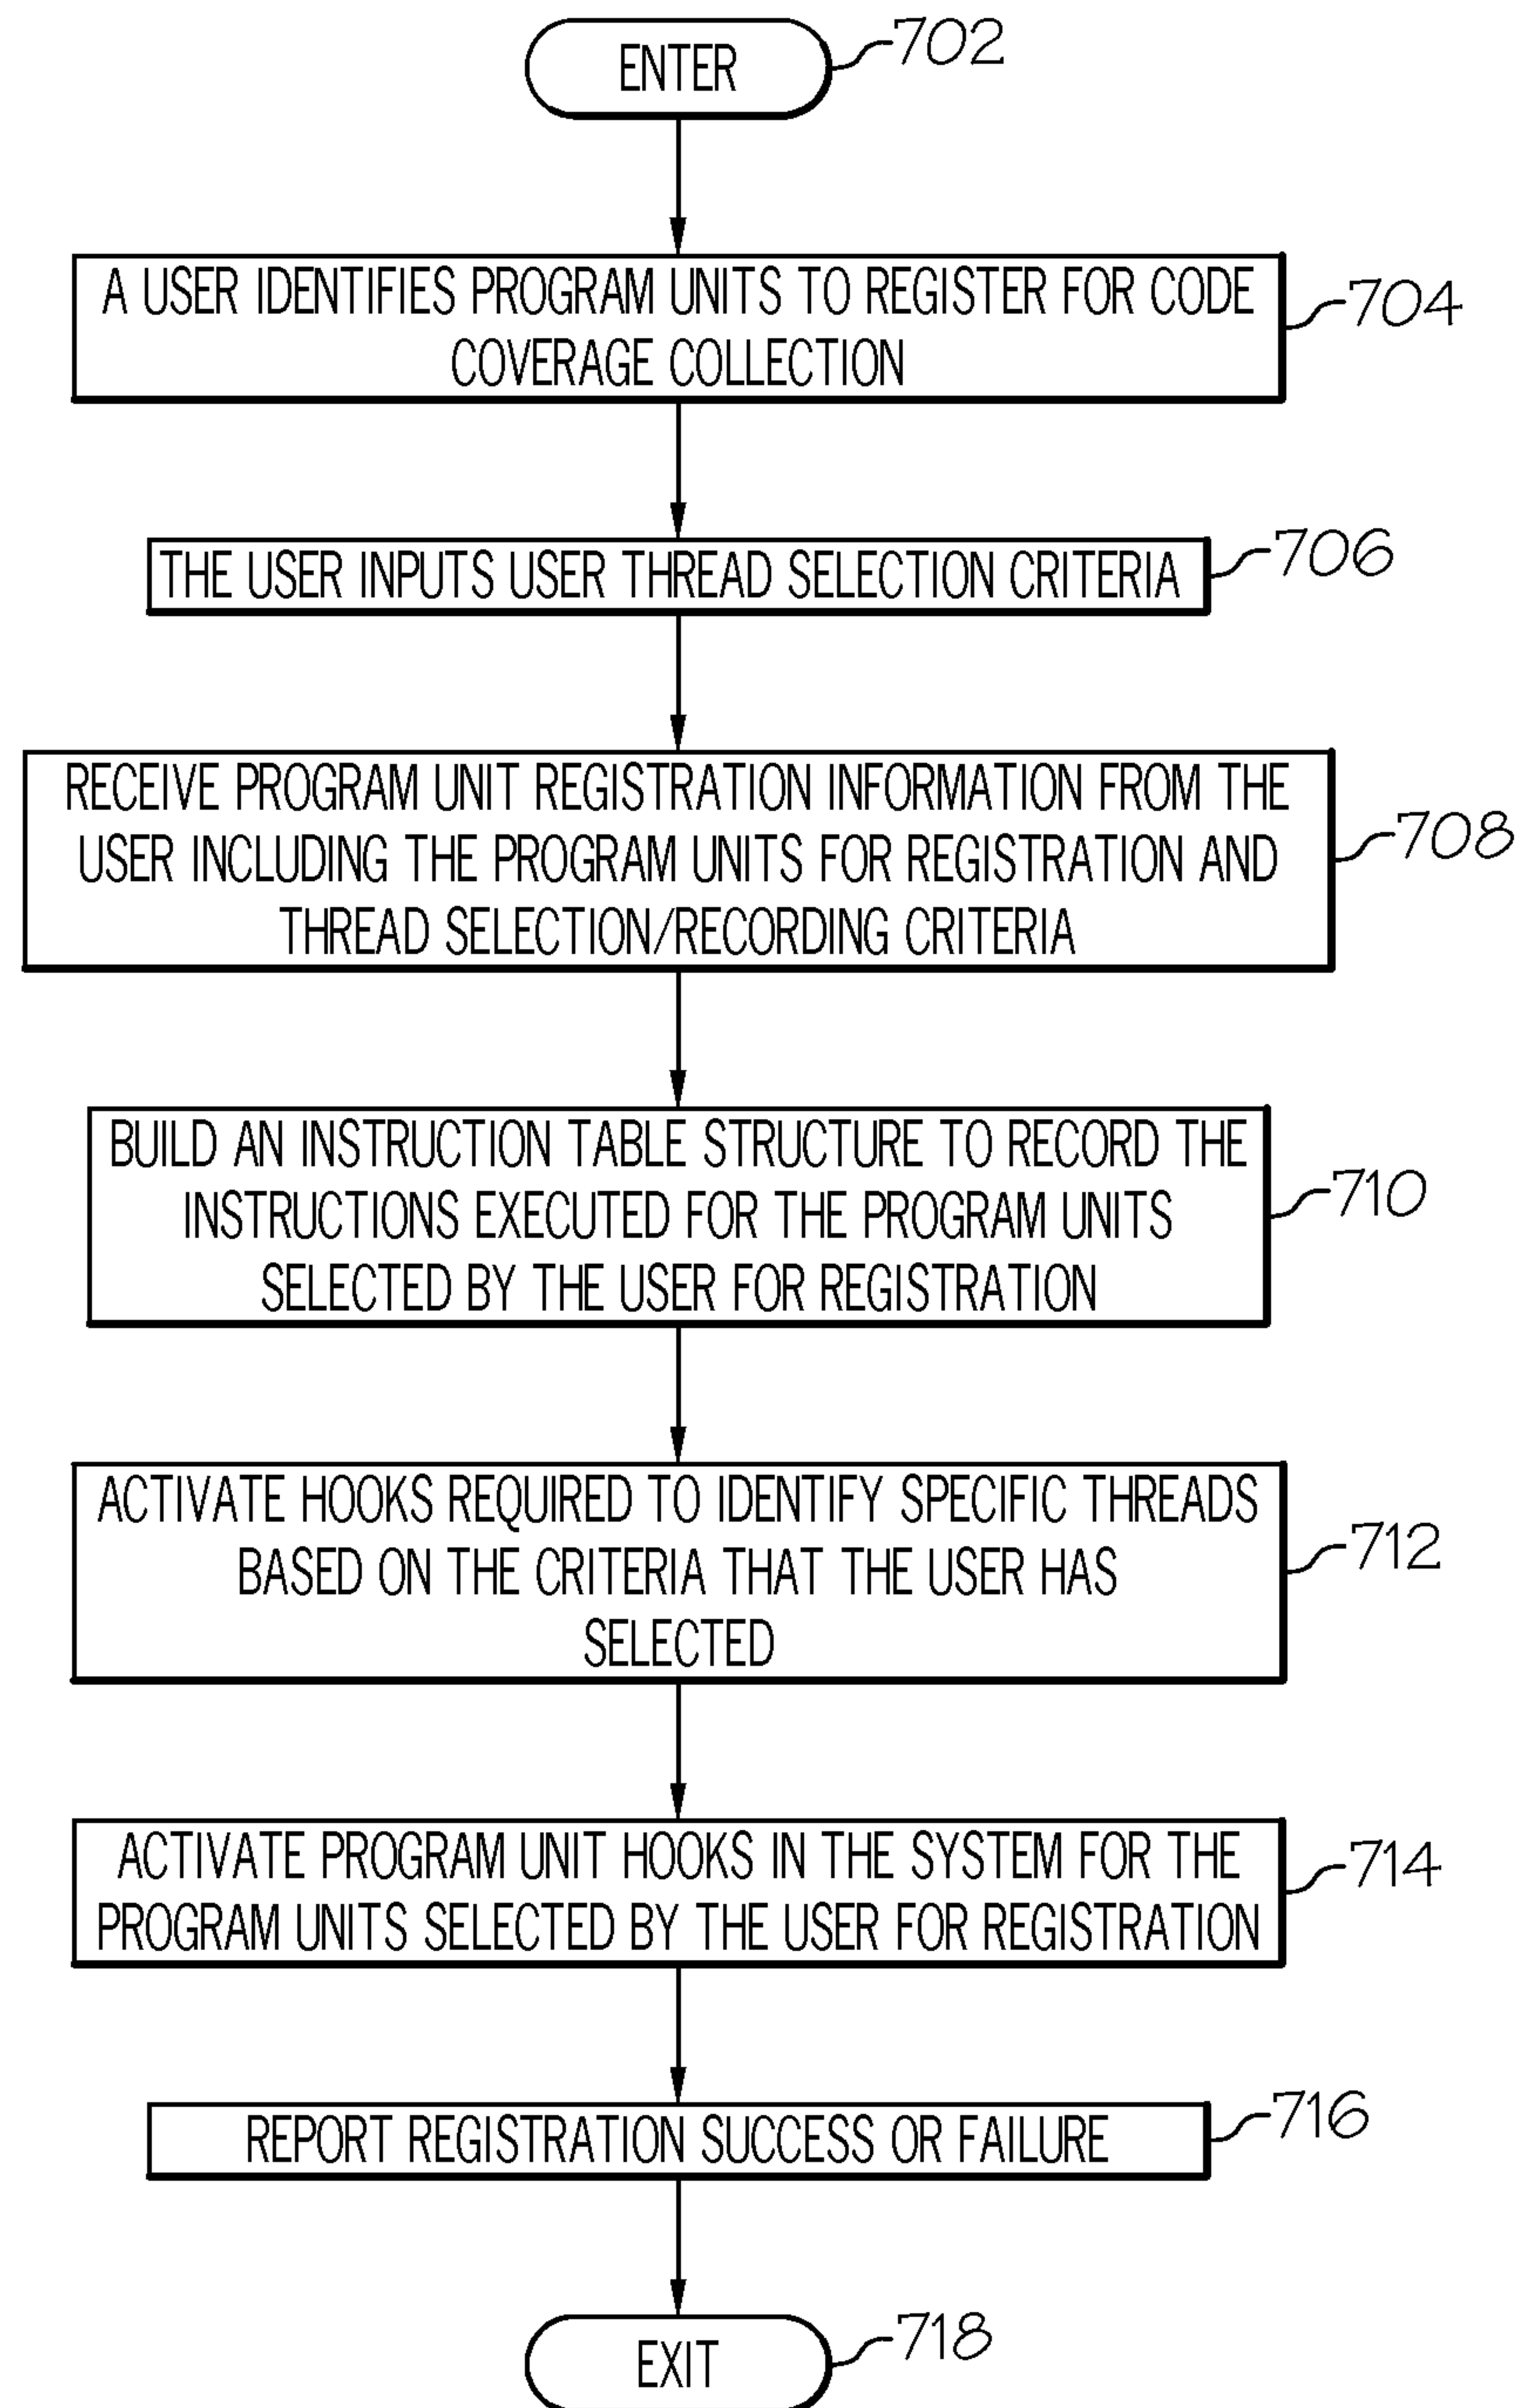 ENTER
702
A USER IDENTIFIES PROGRAM UNITS TO REGISTER FOR CODE
COVERAGE COLLECTION
704
THE USER INPUTS USER THREAD SELECTION CRITERIA
706
RECEIVE PROGRAM UNIT REGISTRATION INFORMATION FROM THE
USER INCLUDING THE PROGRAM UNITS FOR REGISTRATION AND
THREAD SELECTION/RECORDING CRITERIA
708
BUILD AN INSTRUCTION TABLE STRUCTURE TO RECORD THE
INSTRUCTIONS EXECUTED FOR THE PROGRAM UNITS
SELECTED BY THE USER FOR REGISTRATION
710
ACTIVATE HOOKS REQUIRED TO IDENTIFY SPECIFIC THREADS
BASED ON THE CRITERIA THAT THE USER HAS
SELECTED
712
ACTIVATE PROGRAM UNIT HOOKS IN THE SYSTEM FOR THE
PROGRAM UNITS SELECTED BY THE USER FOR REGISTRATION
714
REPORT REGISTRATION SUCCESS OR FAILURE
716
EXIT
718